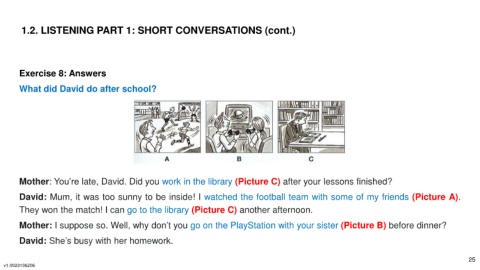 1.2. LISTENING PART 1: SHORT CONVERSATIONS (cont.)
Exercise 8: Answers
What did David do after school?
A B C
Mother: You're late, David. Did you work in the library (Picture C) after your lessons finished?
David: Mum, it was too sunny to be inside! I watched the football team with some of my friends (Picture A).
They won the match! I can go to the library (Picture C) another afternoon.
Mother: I suppose so. Well, why don't you go on the PlayStation with your sister (Picture B) before dinner?
David: She's busy with her homework.
25
v1.0023106206